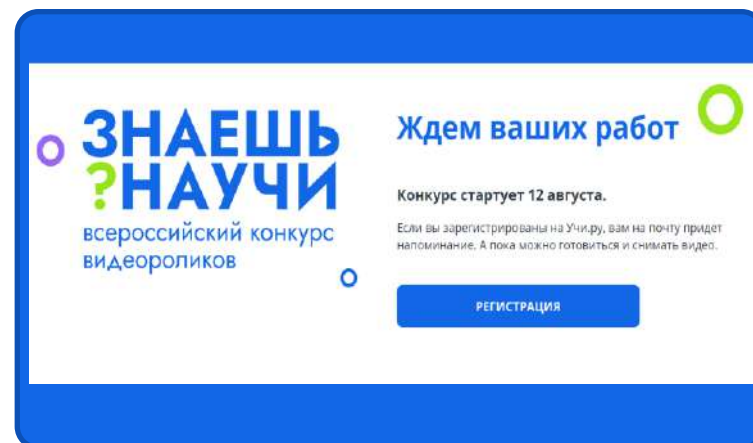 ЗНАЕШЬ
?НАУЧИ
всероссийский конкурс
видеороликов
Ждем ваших работ
Конкурс стартует 12 августа.
Если вы зарегистрированы на Учи.ру, вам на почту придет
напоминание. А пока можно готовиться и снимать видео.
РЕГИСТРАЦИЯ